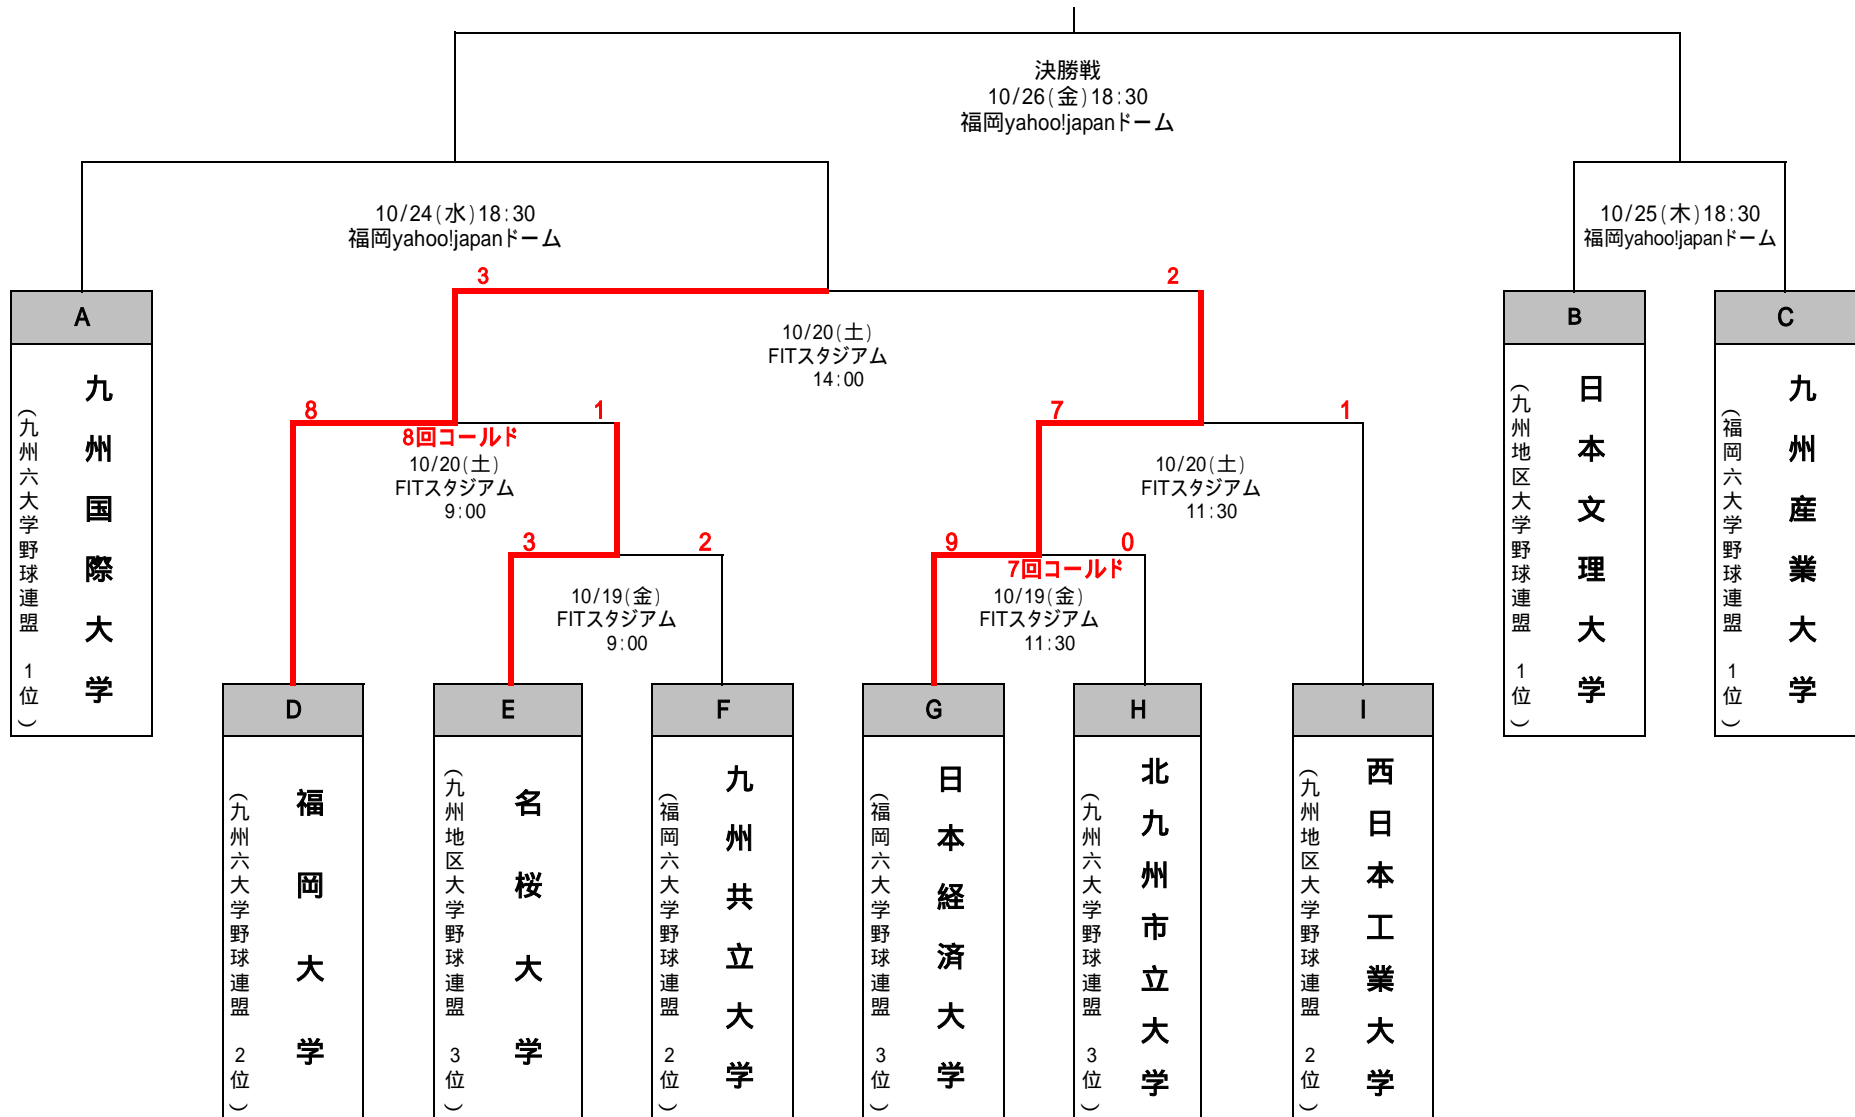 決勝戦
10/26(金)18:30
福岡yahoo!japanドーム
10/24(水)18:30
福岡yahoo!japanドーム
10/25(木)18:30
福岡yahoo!japanドーム
3
2
A
B
C
10/20(土)
FITスタジアム
14:00
九州国際大学
(九州六大学野球連盟 1位)
日本文理大学
(九州地区大学野球連盟 1位)
九州産業大学
(福岡六大学野球連盟 1位)
8
1
8回コールド
10/20(土)
FITスタジアム
9:00
7
1
10/20(土)
FITスタジアム
11:30
3
2
10/19(金)
FITスタジアム
9:00
9
0
7回コールド
10/19(金)
FITスタジアム
11:30
D
E
F
G
H
I
福岡大学
(九州六大学野球連盟 2位)
名桜大学
(九州地区大学野球連盟 3位)
九州共立大学
(福岡六大学野球連盟 2位)
日本経済大学
(福岡六大学野球連盟 3位)
北九州市立大学
(九州六大学野球連盟 3位)
西日本工業大学
(九州地区大学野球連盟 2位)